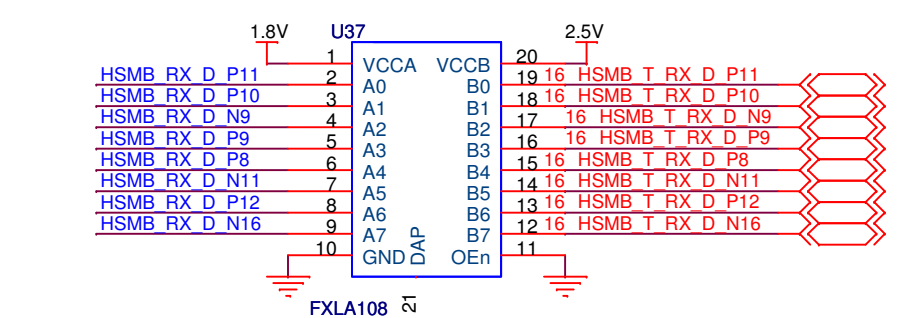 1.8V U37 2.5V
1 VCCA VCCB 20
HSMB_RX_D_P11 2 A0 B0 19 16 HSMB_T_RX_D_P11
HSMB_RX_D_P10 3 A1 B1 18 16 HSMB_T_RX_D_P10
HSMB_RX_D_N9 4 A2 B2 17 16 HSMB_T_RX_D_N9
HSMB_RX_D_P9 5 A3 B3 16 16 HSMB_T_RX_D_P9
HSMB_RX_D_P8 6 A4 B4 15 16 HSMB_T_RX_D_P8
HSMB_RX_D_N11 7 A5 B5 14 16 HSMB_T_RX_D_N11
HSMB_RX_D_P12 8 A6 B6 13 16 HSMB_T_RX_D_P12
HSMB_RX_D_N16 9 A7 B7 12 16 HSMB_T_RX_D_N16
10 GND DAP OEn 11
FXLA108 21